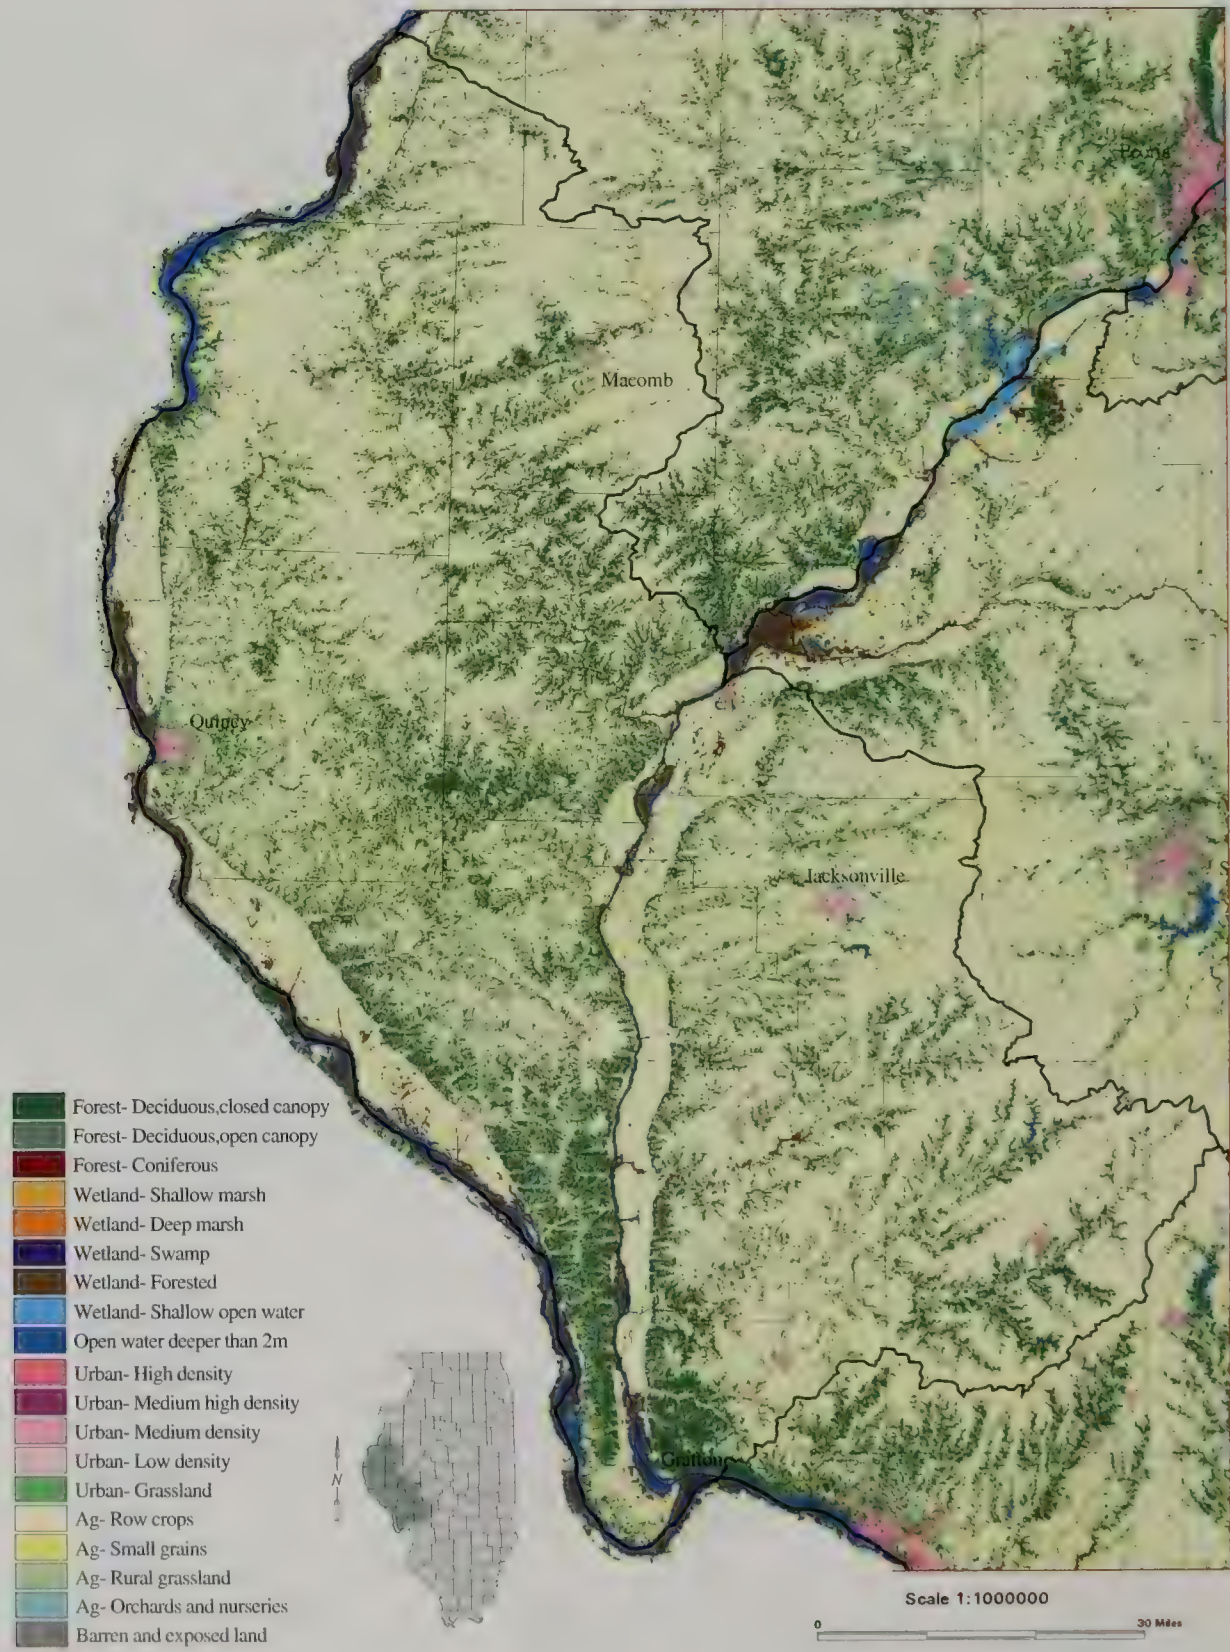 Peoria
Macomb
Quincy
Jacksonville
Grafton
Forest- Deciduous,closed canopy
Forest- Deciduous,open canopy
Forest- Coniferous
Wetland- Shallow marsh
Wetland- Deep marsh
Wetland- Swamp
Wetland- Forested
Wetland- Shallow open water
Open water deeper than 2m
Urban- High density
Urban- Medium high density
Urban- Medium density
Urban- Low density
Urban- Grassland
Ag- Row crops
Ag- Small grains
Ag- Rural grassland
Ag- Orchards and nurseries
Barren and exposed land
N
Scale 1:1000000
0 30 Miles